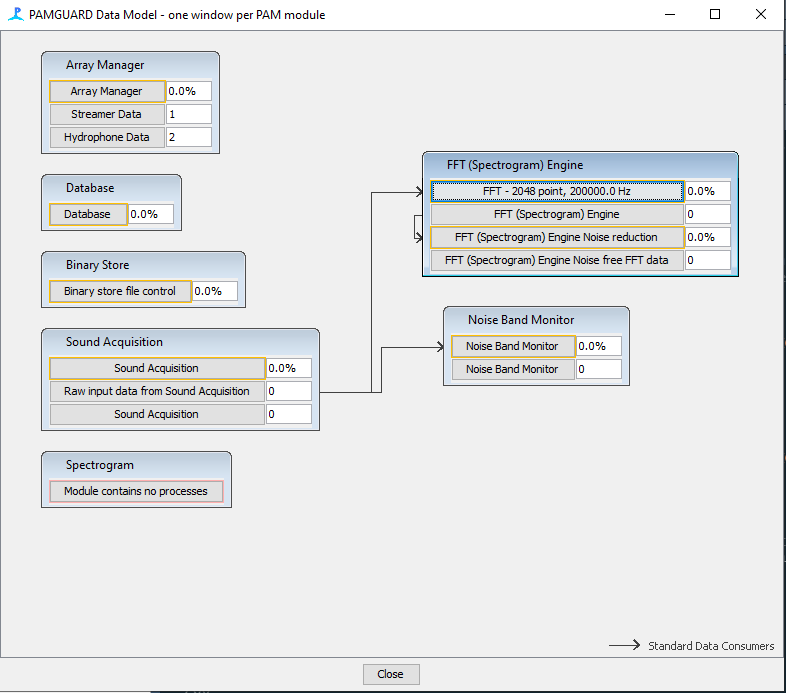 PAMGUARD Data Model - one window per PAM module
Array Manager
Array Manager 0.0%
Streamer Data 1
Hydrophone Data 2
Database
Database 0.0%
Binary Store
Binary store file control 0.0%
Sound Acquisition
Sound Acquisition 0.0%
Raw input data from Sound Acquisition 0
Sound Acquisition 0
Spectrogram
Module contains no processes
FFT (Spectrogram) Engine
FFT - 2048 point, 200000.0 Hz 0.0%
FFT (Spectrogram) Engine 0
FFT (Spectrogram) Engine Noise reduction 0.0%
FFT (Spectrogram) Engine Noise free FFT data 0
Noise Band Monitor
Noise Band Monitor 0.0%
Noise Band Monitor 0
Standard Data Consumers
Close